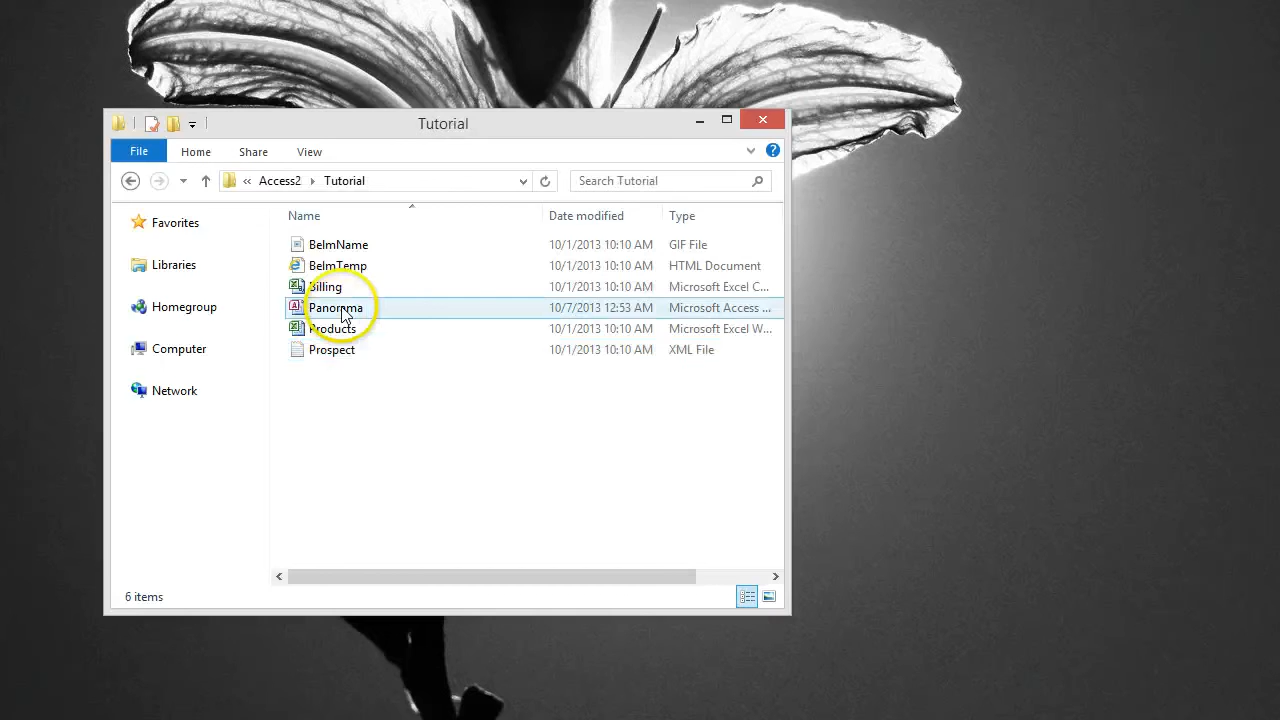 Tutorial
File Home Share View
« Access2 Tutorial Search Tutorial
Name Date modified Type
Favorites
Libraries
Homegroup
Computer
Network
BelmName 10/1/2013 10:10 AM GIF File
BelmTemp 10/1/2013 10:10 AM HTML Document
Billing 10/1/2013 10:10 AM Microsoft Excel C...
Panorama 10/7/2013 12:53 AM Microsoft Access ...
Products 10/1/2013 10:10 AM Microsoft Excel W...
Prospect 10/1/2013 10:10 AM XML File
6 items